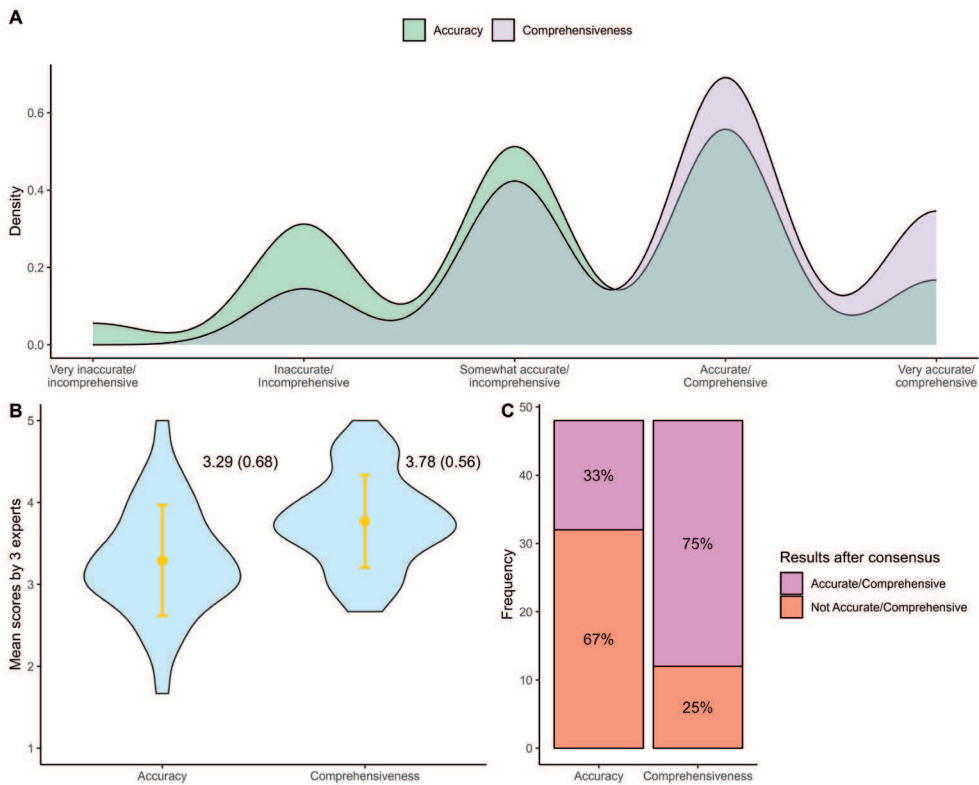 A
Accuracy
Comprehensiveness
Density
0.6
0.4
0.2
0.0
Very inaccurate/
incomprehensive
Inaccurate/
Incomprehensive
Somewhat accurate/
incomprehensive
Accurate/
Comprehensive
Very accurate/
comprehensive
B
Mean scores by 3 experts
5
4
3
2
1
3.29 (0.68)
3.78 (0.56)
Accuracy
Comprehensiveness
C
Frequency
50
40
30
20
10
0
33%
67%
75%
25%
Accuracy
Comprehensiveness
Results after consensus
Accurate/Comprehensive
Not Accurate/Comprehensive